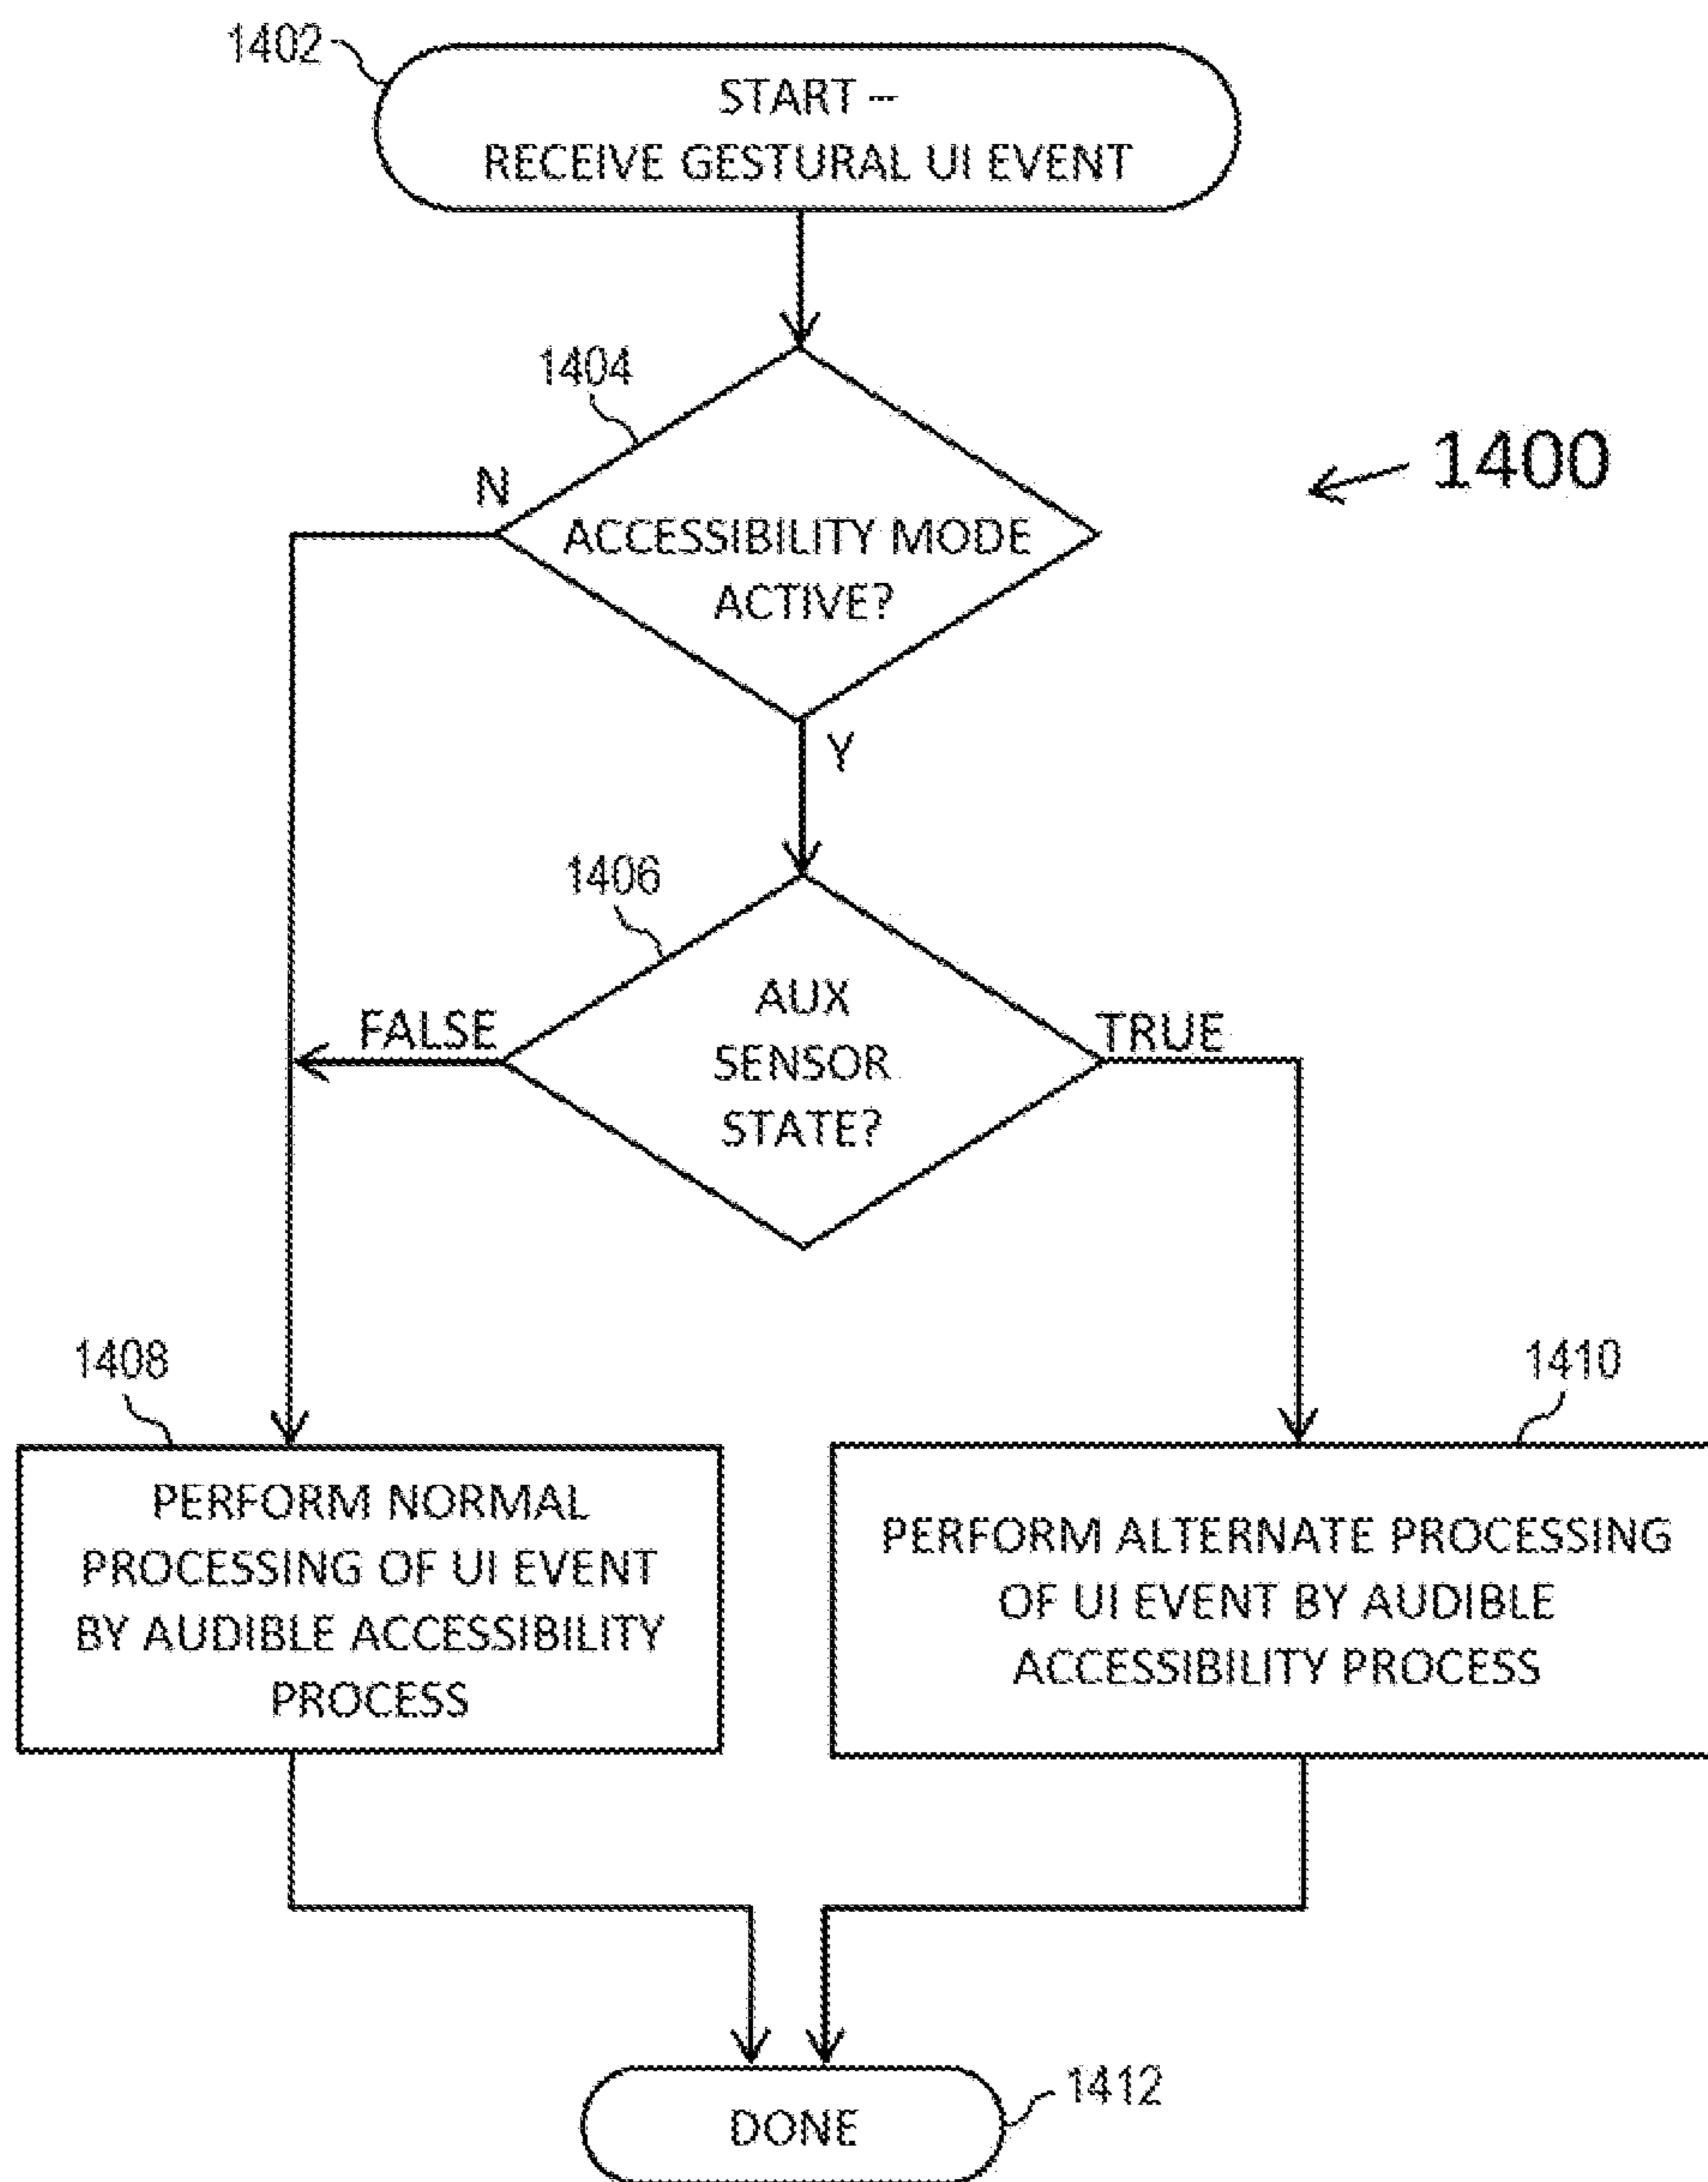 1402
START --
RECEIVE GESTURAL UI EVENT
1404
N
1400
ACCESSIBILITY MODE
ACTIVE?
Y
1406
AUX
SENSOR
STATE?
FALSE
TRUE
1408
1410
PERFORM NORMAL
PROCESSING OF UI EVENT
BY AUDIBLE ACCESSIBILITY
PROCESS
PERFORM ALTERNATE PROCESSING
OF UI EVENT BY AUDIBLE
ACCESSIBILITY PROCESS
DONE
1412